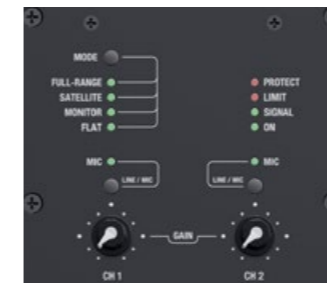 MODE
FULL-RANGE
SATELLITE
MONITOR
FLAT
PROTECT
LIMIT
SIGNAL
ON
MIC
LINE / MIC
MIC
LINE / MIC
GAIN
CH 1
CH 2